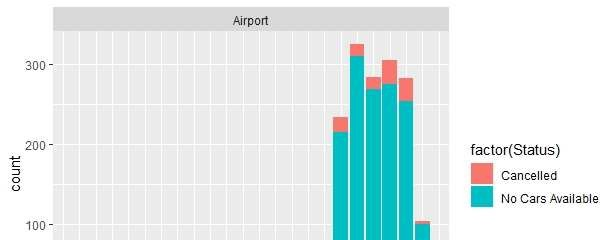 Airport
300
200
100
count
factor(Status)
Cancelled
No Cars Available